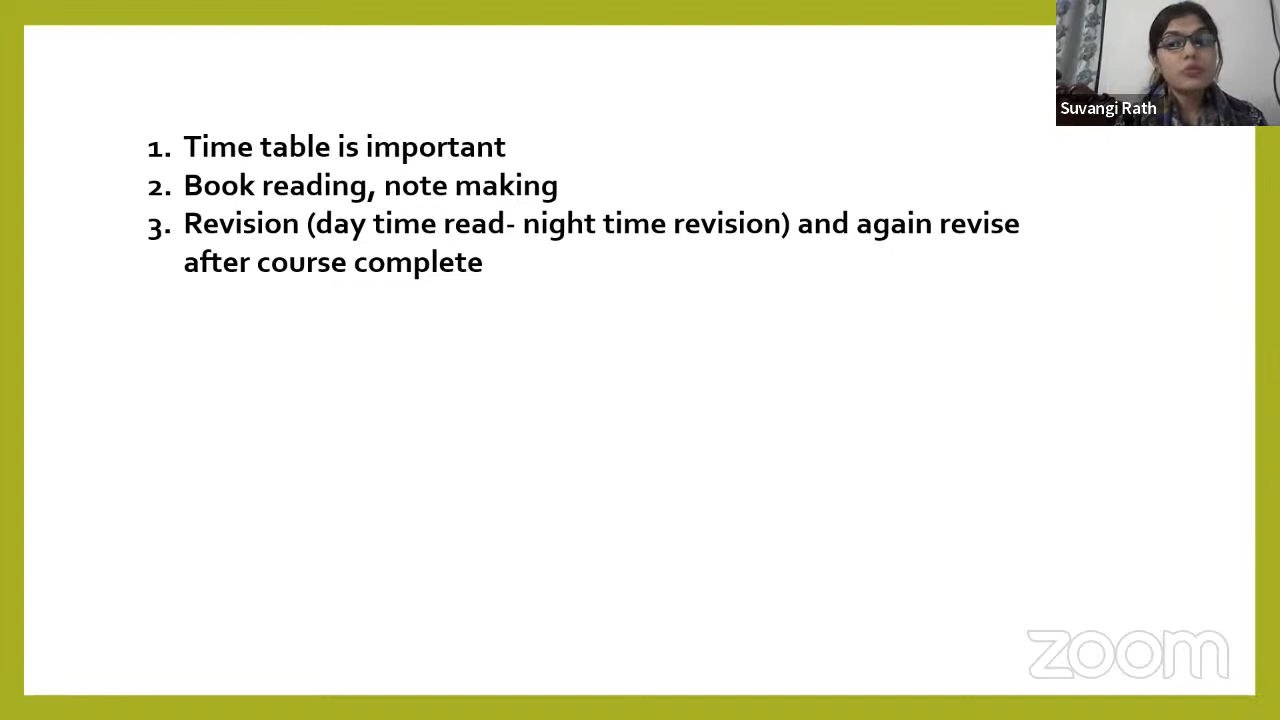 Suvangi Rath
1. Time table is important
2. Book reading, note making
3. Revision (day time read- night time revision) and again revise
after course complete
zoom